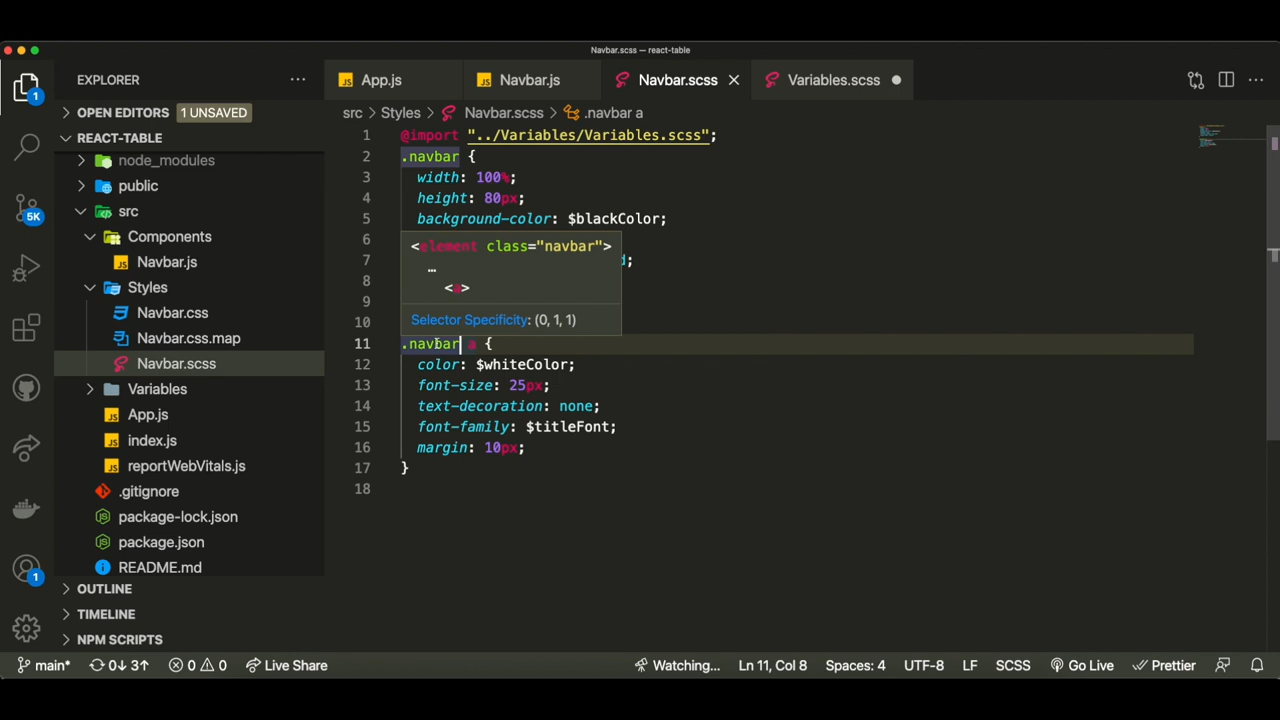 Navbar.scss — react-table
EXPLORER
App.js
Navbar.js
Navbar.scss
Variables.scss
1
OPEN EDITORS 1 UNSAVED
REACT-TABLE
node_modules
public
src
Components
Navbar.js
Styles
Navbar.css
Navbar.css.map
Navbar.scss
Variables
App.js
index.js
reportWebVitals.js
.gitignore
package-lock.json
package.json
README.md
OUTLINE
TIMELINE
NPM SCRIPTS
5K
1
src > Styles > Navbar.scss > .navbar a
1 @import "../Variables/Variables.scss";
2 .navbar {
3 width: 100%;
4 height: 80px;
5 background-color: $blackColor;
6
7 d;
8
9
10
<element class="navbar">
…
<a>
Selector Specificity: (0, 1, 1)
11 .navbar a {
12 color: $whiteColor;
13 font-size: 25px;
14 text-decoration: none;
15 font-family: $titleFont;
16 margin: 10px;
17 }
18
main* 0↓ 3↑ 0 0 Live Share Watching... Ln 11, Col 8 Spaces: 4 UTF-8 LF SCSS Go Live Prettier